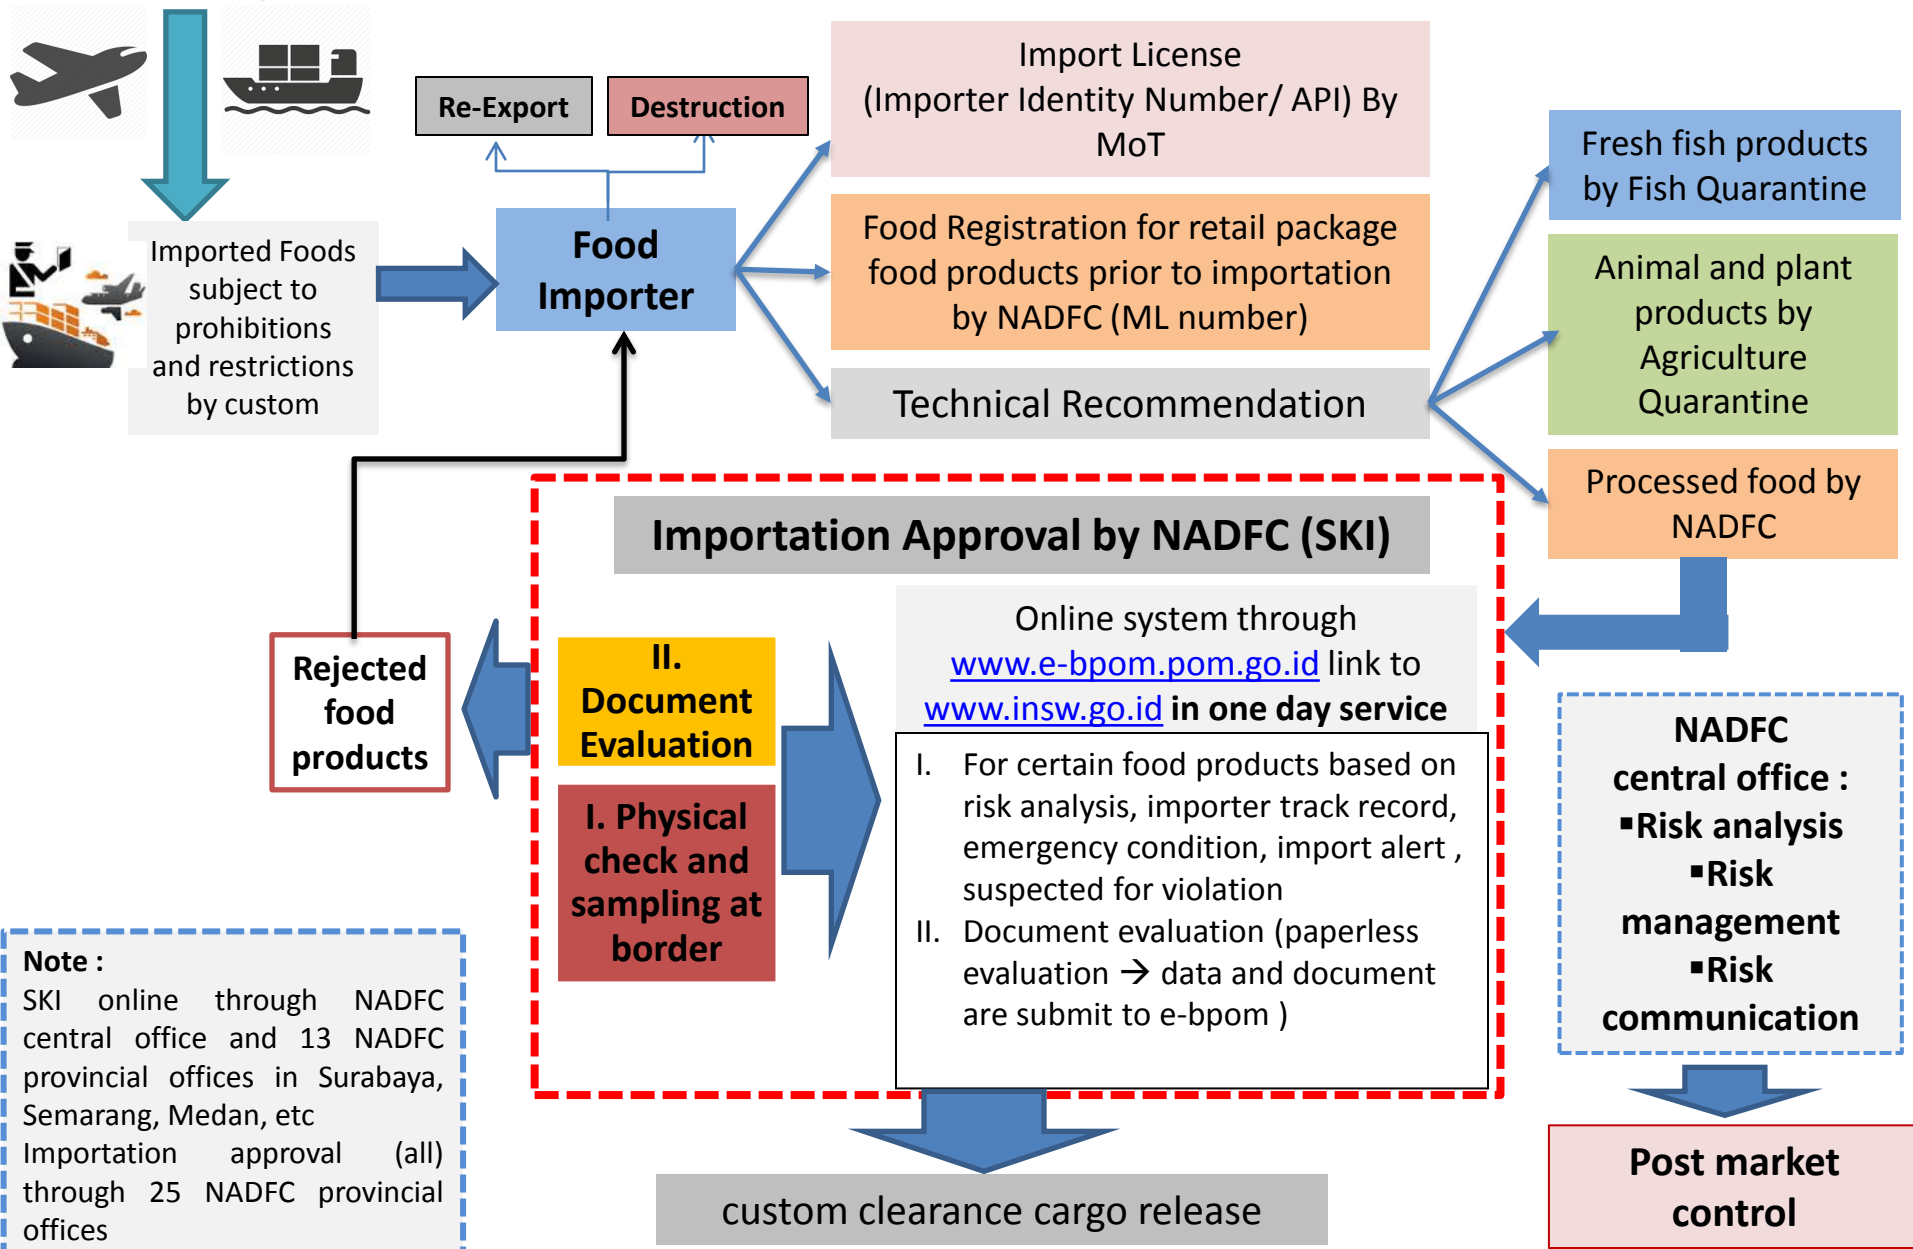 Re-Export
Destruction
Import License
(Importer Identity Number/ API) By
MoT
Fresh fish products
by Fish Quarantine
Imported Foods
subject to
prohibitions
and restrictions
by custom
Food
Importer
Food Registration for retail package
food products prior to importation
by NADFC (ML number)
Animal and plant
products by
Agriculture
Quarantine
Technical Recommendation
Processed food by
NADFC
Importation Approval by NADFC (SKI)
Online system through
www.e-bpom.pom.go.id link to
www.insw.go.id in one day service
Rejected
food
products
II.
Document
Evaluation
I. Physical
check and
sampling at
border
I. For certain food products based on
risk analysis, importer track record,
emergency condition, import alert ,
suspected for violation
II. Document evaluation (paperless
evaluation → data and document
are submit to e-bpom )
NADFC
central office :
▪Risk analysis
▪Risk
management
▪Risk
communication
Note :
SKI online through NADFC
central office and 13 NADFC
provincial offices in Surabaya,
Semarang, Medan, etc
Importation approval (all)
through 25 NADFC provincial
offices
custom clearance cargo release
Post market
control